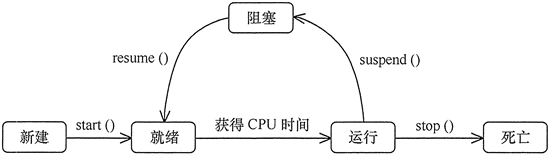 阻塞
resume ()
suspend ()
新建
start ()
就绪
获得 CPU 时间
运行
stop ()
死亡